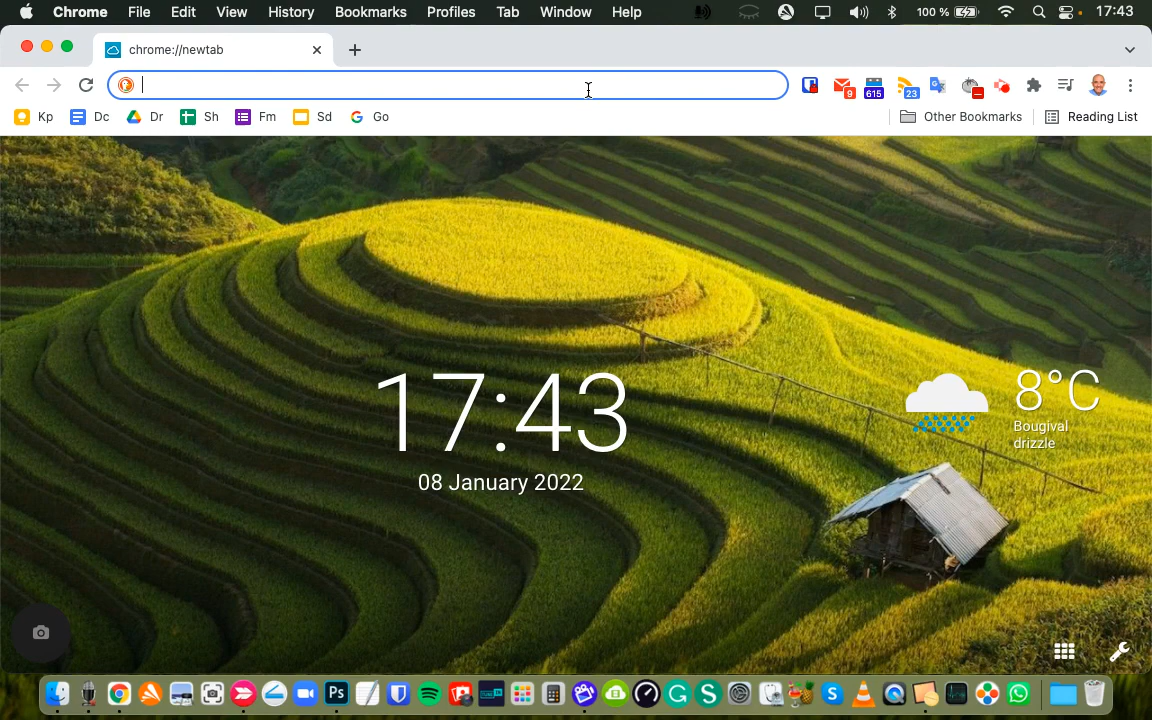 Chrome File Edit View History Bookmarks Profiles Tab Window Help 100 % 17:43
chrome://newtab
9 615 23
Kp Dc Dr Sh Fm Sd Go Other Bookmarks Reading List
17:43
08 January 2022
8°C
Bougival
drizzle
Ps